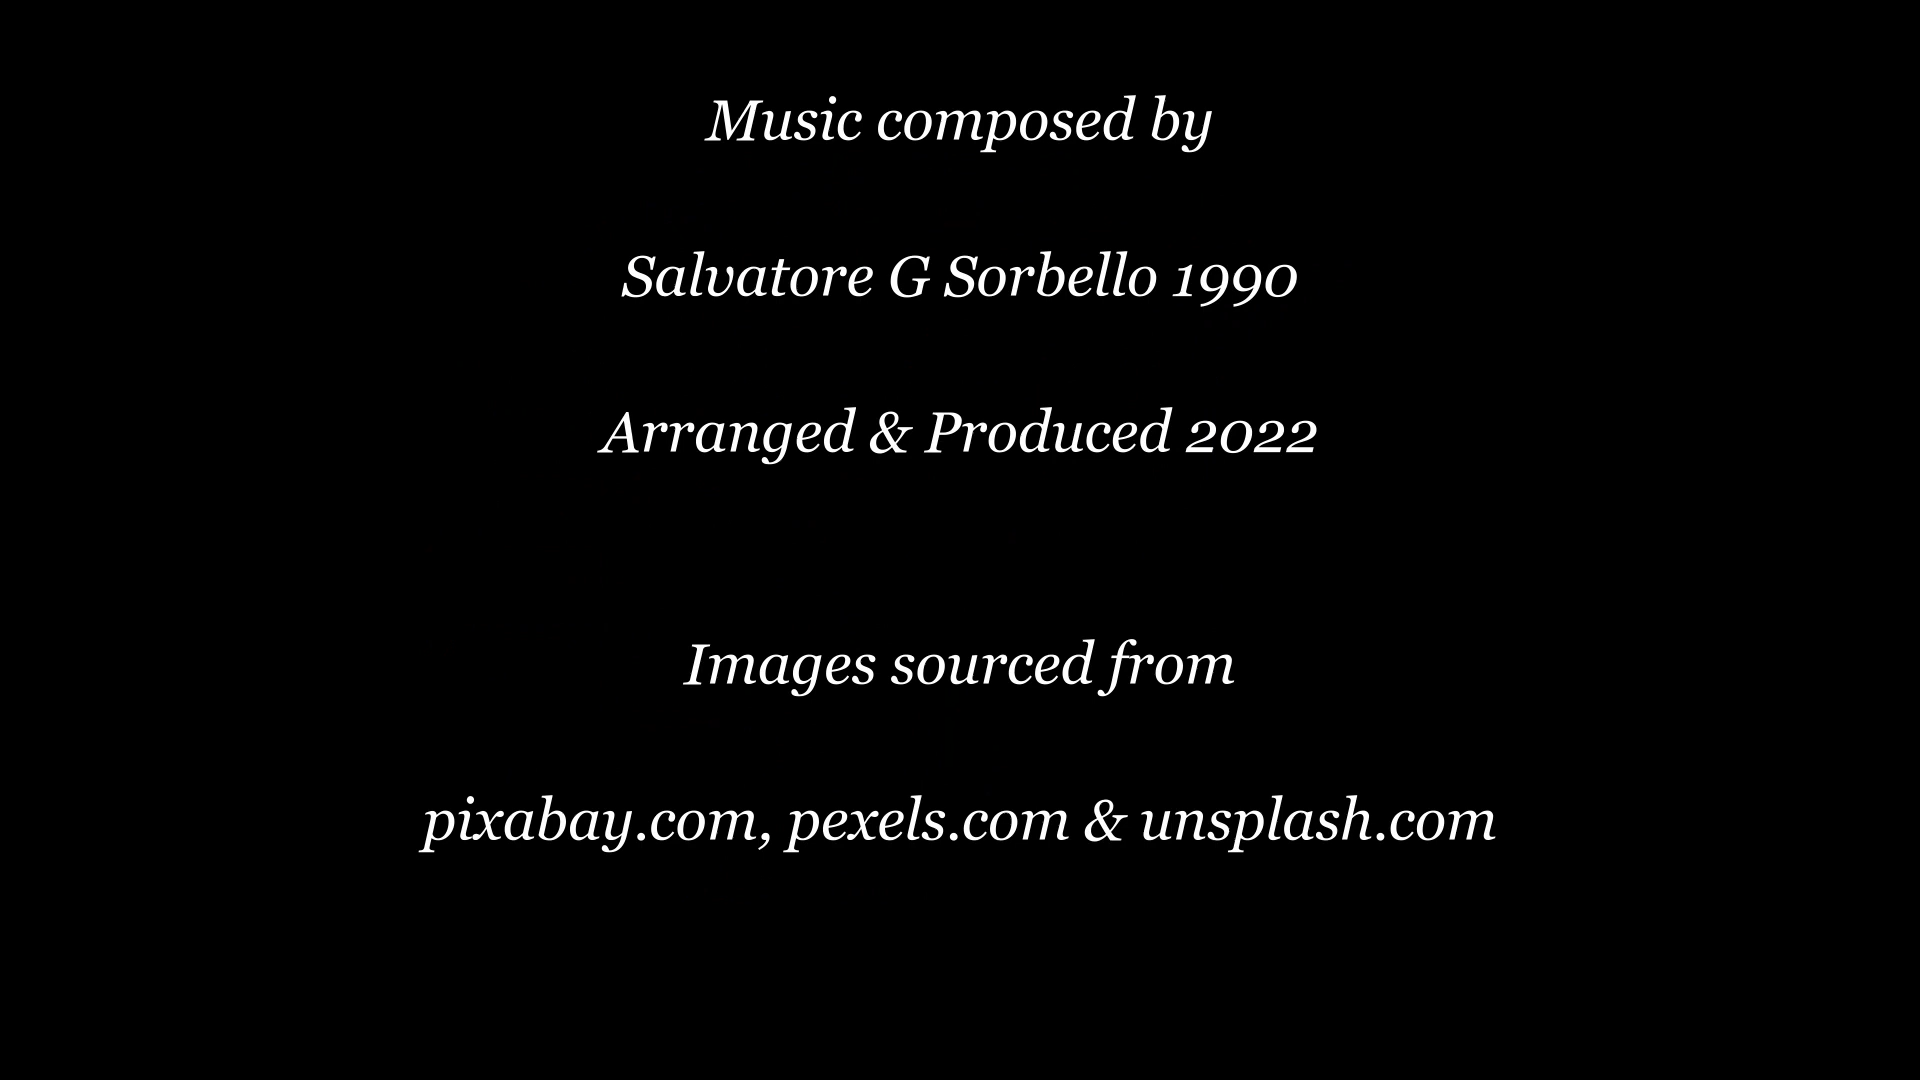 Music composed by
Salvatore G Sorbello 1990
Arranged & Produced 2022
Images sourced from
pixabay.com, pexels.com & unsplash.com